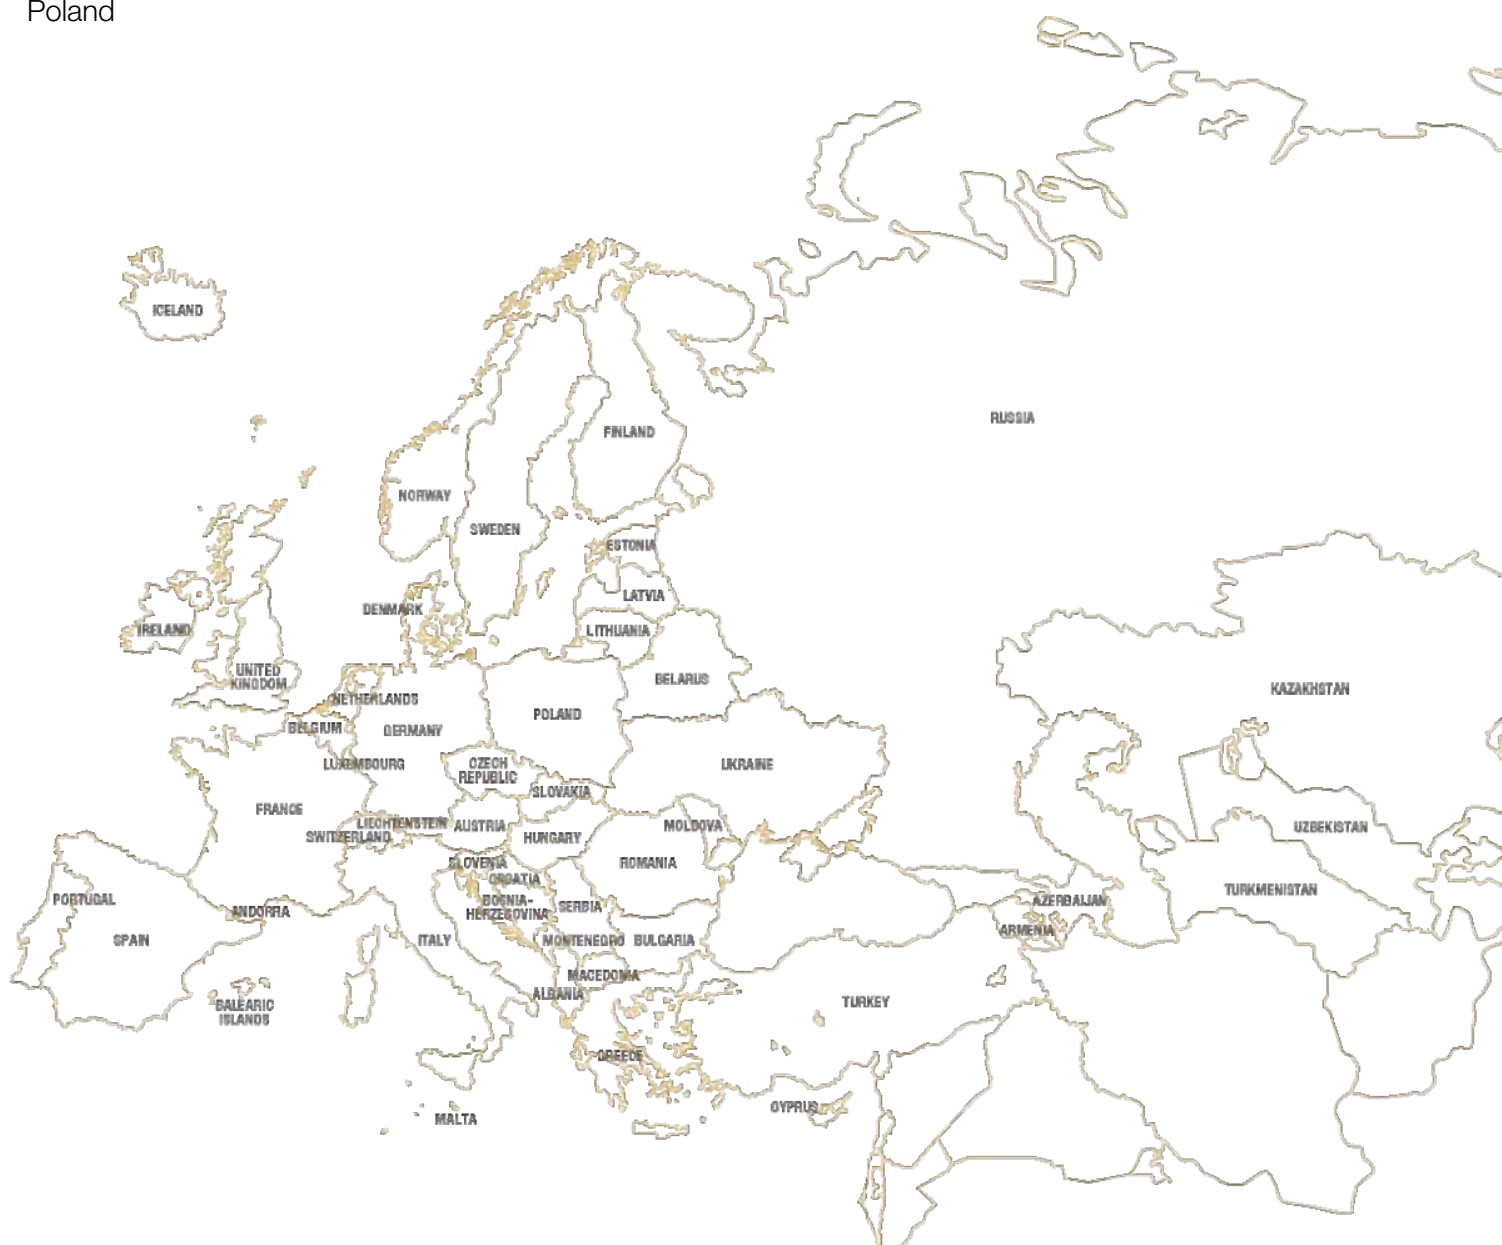 Poland
ICELAND
RUSSIA
FINLAND
NORWAY
SWEDEN
ESTONIA
LATVIA
DENMARK
LITHUANIA
IRELAND
UNITED
KINGDOM
BELARUS
KAZAKHSTAN
NETHERLANDS
POLAND
BELGIUM
GERMANY
LUXEMBOURG
CZECH
REPUBLIC
UKRAINE
SLOVAKIA
FRANCE
LIECHTENSTEIN
SWITZERLAND
AUSTRIA
HUNGARY
MOLDOVA
UZBEKISTAN
SLOVENIA
ROMANIA
CROATIA
TURKMENISTAN
PORTUGAL
BOSNIA-
HERZEGOVINA
SERBIA
AZERBAIJAN
ANDORRA
ARMENIA
SPAIN
ITALY
MONTENEGRO
BULGARIA
MACEDONIA
ALBANIA
TURKEY
BALEARIC
ISLANDS
GREECE
CYPRUS
MALTA